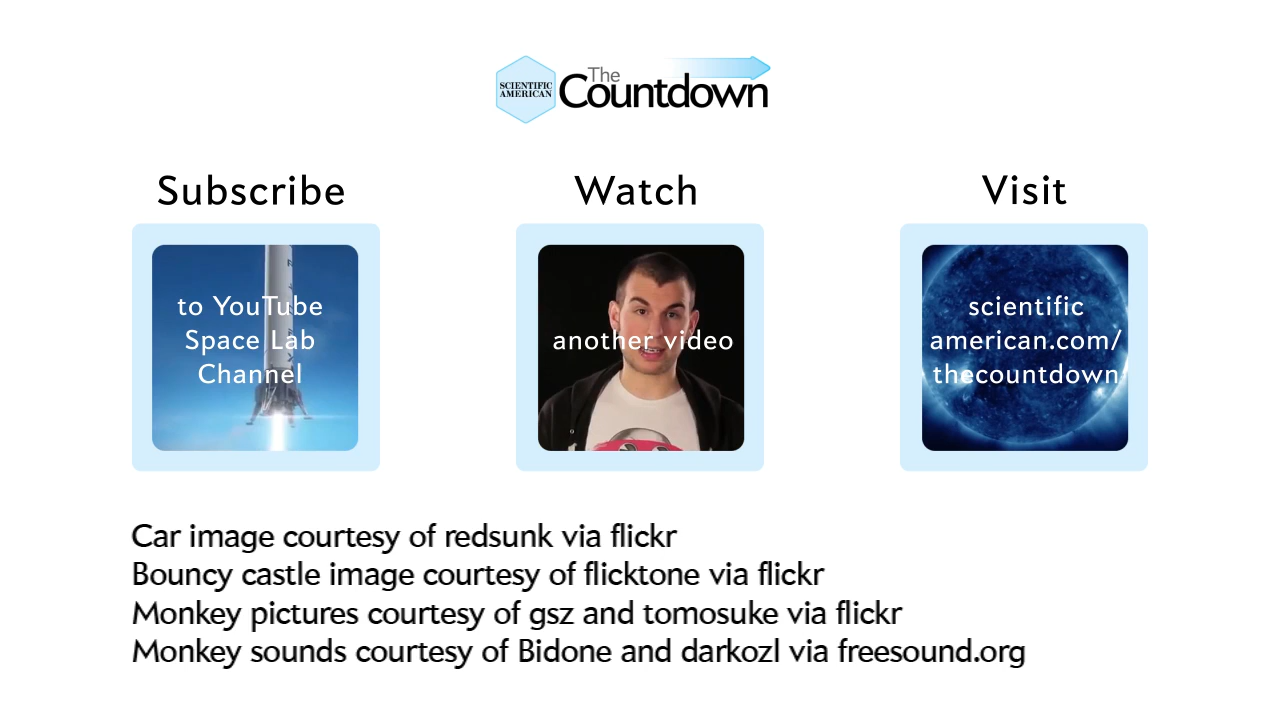 SCIENTIFIC
AMERICAN
The
Countdown
Subscribe
Watch
Visit
to YouTube
Space Lab
Channel
another video
scientific
american.com/
thecountdown
Car image courtesy of redsunk via flickr
Bouncy castle image courtesy of flicktone via flickr
Monkey pictures courtesy of gsz and tomosuke via flickr
Monkey sounds courtesy of Bidone and darkozl via freesound.org